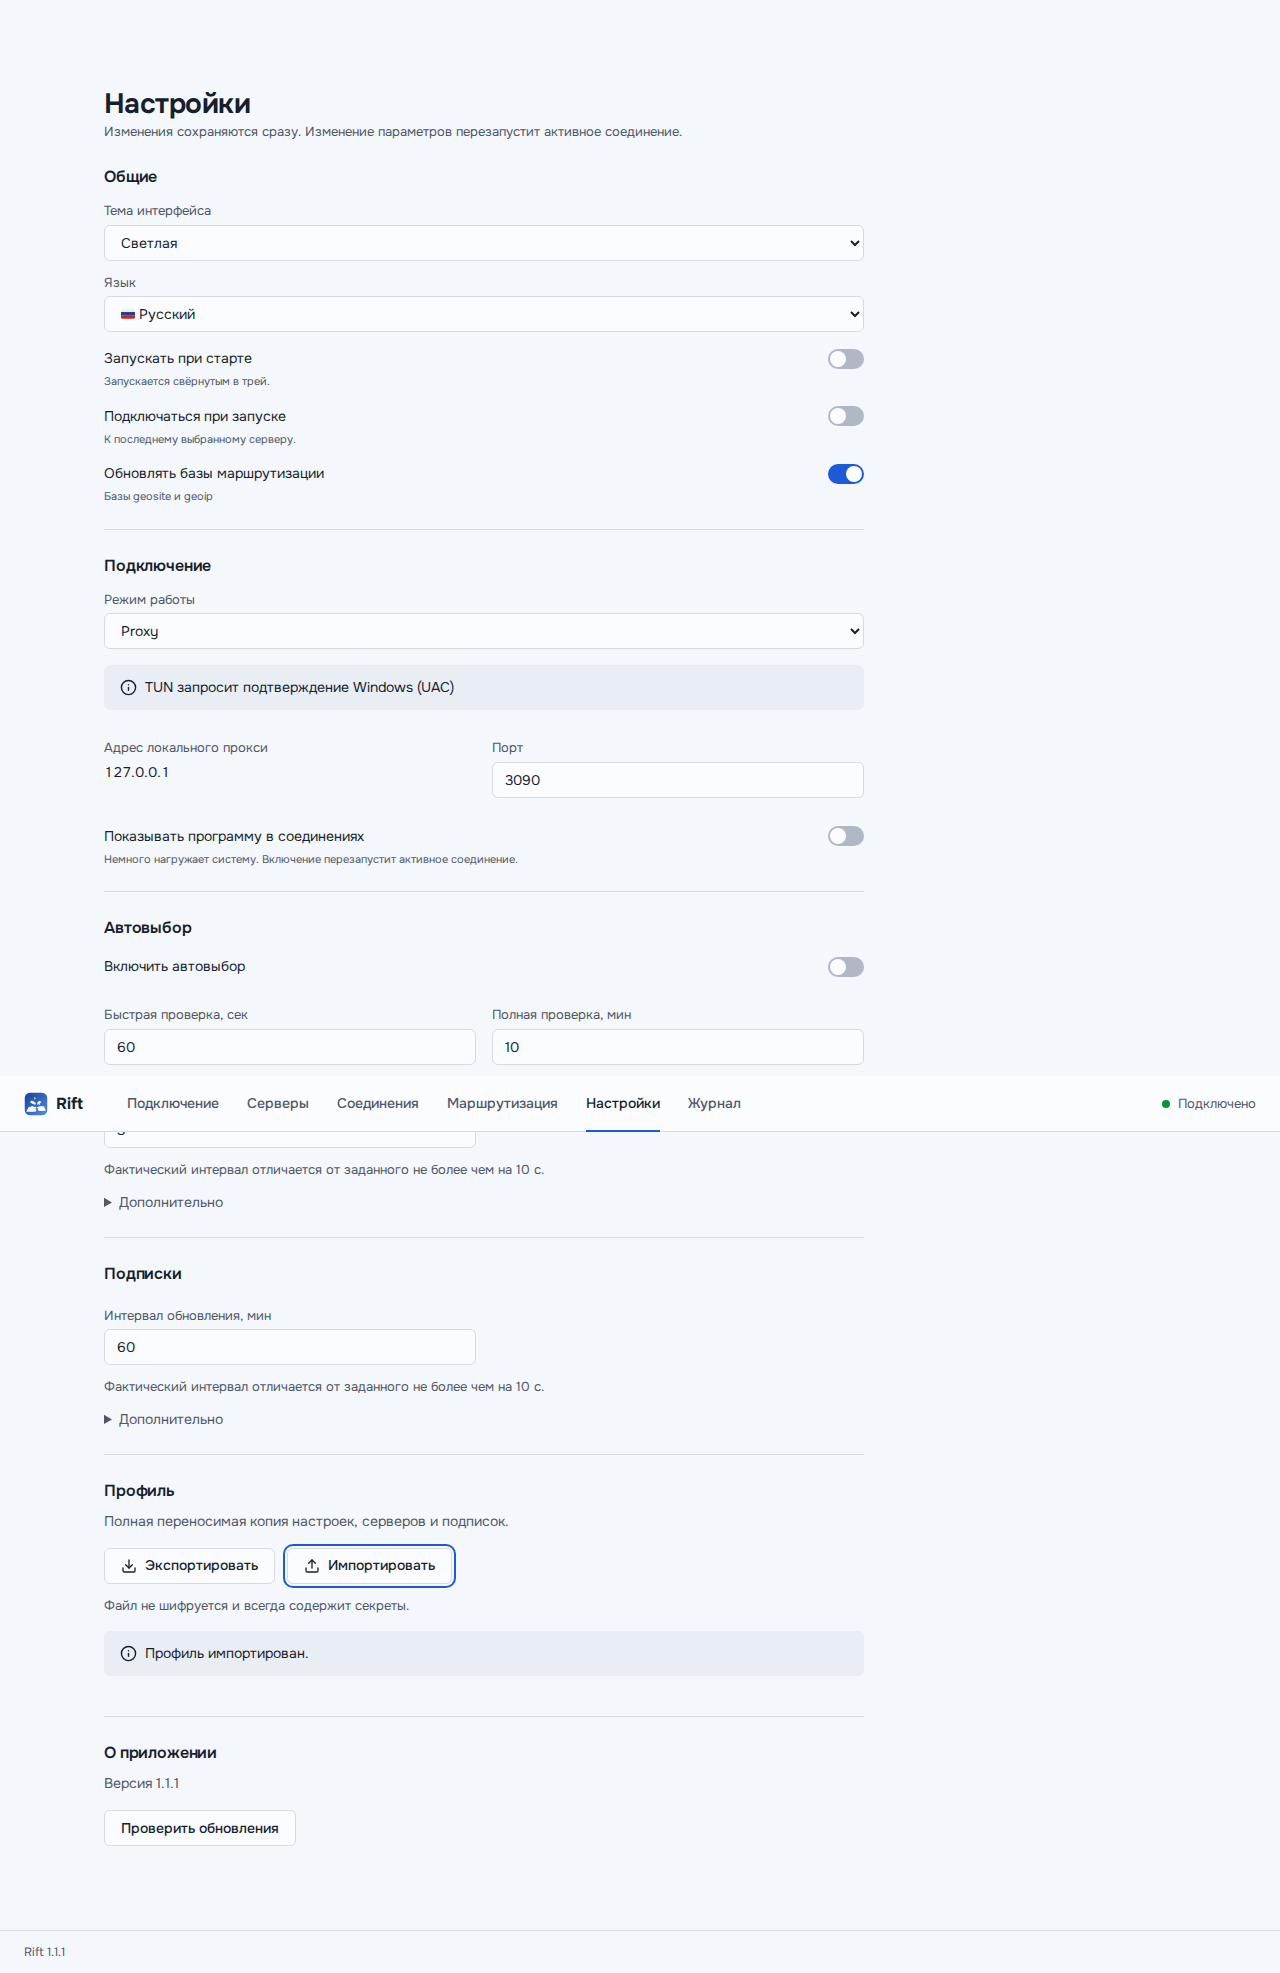 Настройки
Изменения сохраняются сразу. Изменение параметров перезапустит активное соединение.
Общие
Тема интерфейса
Светлая
Язык
Русский
Запускать при старте
Запускается свёрнутым в трей.
Подключаться при запуске
К последнему выбранному серверу.
Обновлять базы маршрутизации
Базы geosite и geoip
Подключение
Режим работы
Proxy
TUN запросит подтверждение Windows (UAC)
Адрес локального прокси
Порт
127.0.0.1
3090
Показывать программу в соединениях
Немного нагружает систему. Включение перезапустит активное соединение.
Автовыбор
Включить автовыбор
Быстрая проверка, сек
Полная проверка, мин
60
10
Rift
Подключение
Серверы
Соединения
Маршрутизация
Настройки
Журнал
Подключено
Фактический интервал отличается от заданного не более чем на 10 с.
Дополнительно
Подписки
Интервал обновления, мин
60
Фактический интервал отличается от заданного не более чем на 10 с.
Дополнительно
Профиль
Полная переносимая копия настроек, серверов и подписок.
Экспортировать
Импортировать
Файл не шифруется и всегда содержит секреты.
Профиль импортирован.
О приложении
Версия 1.1.1
Проверить обновления
Rift 1.1.1